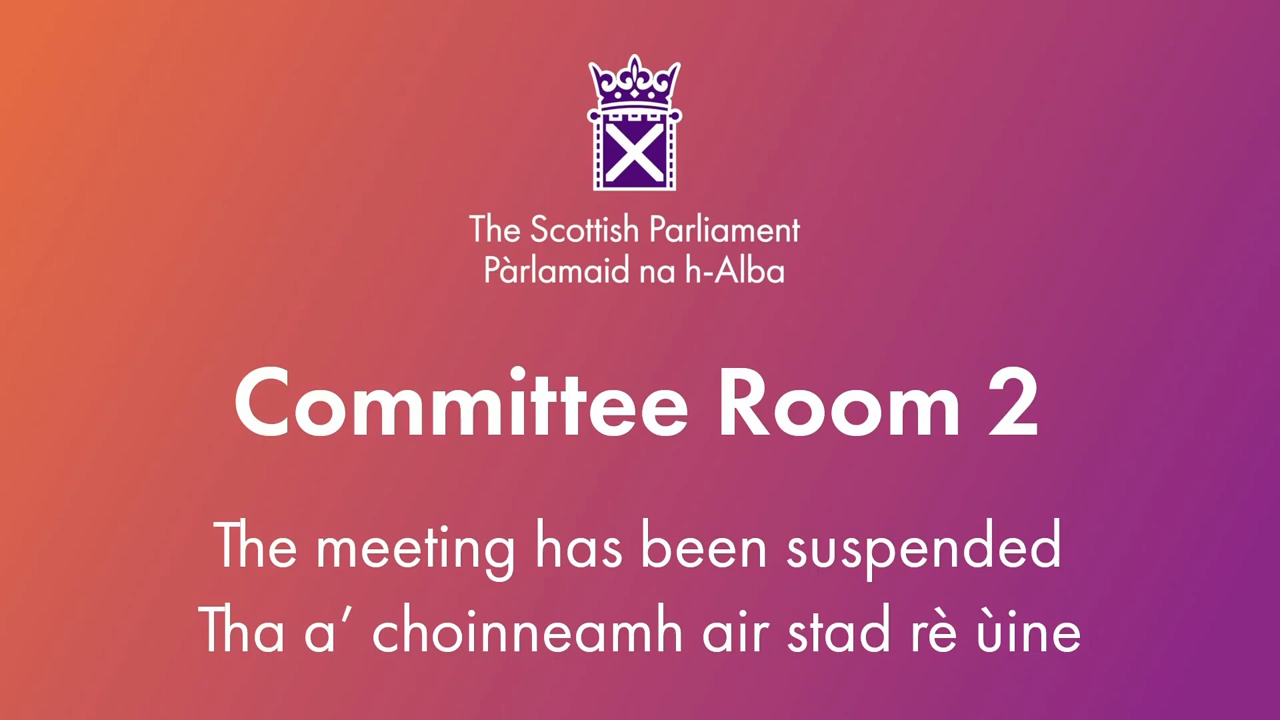 The Scottish Parliament
Pàrlamaid na h-Alba
Committee Room 2
The meeting has been suspended
Tha a’ choinneamh air stad rè ùine